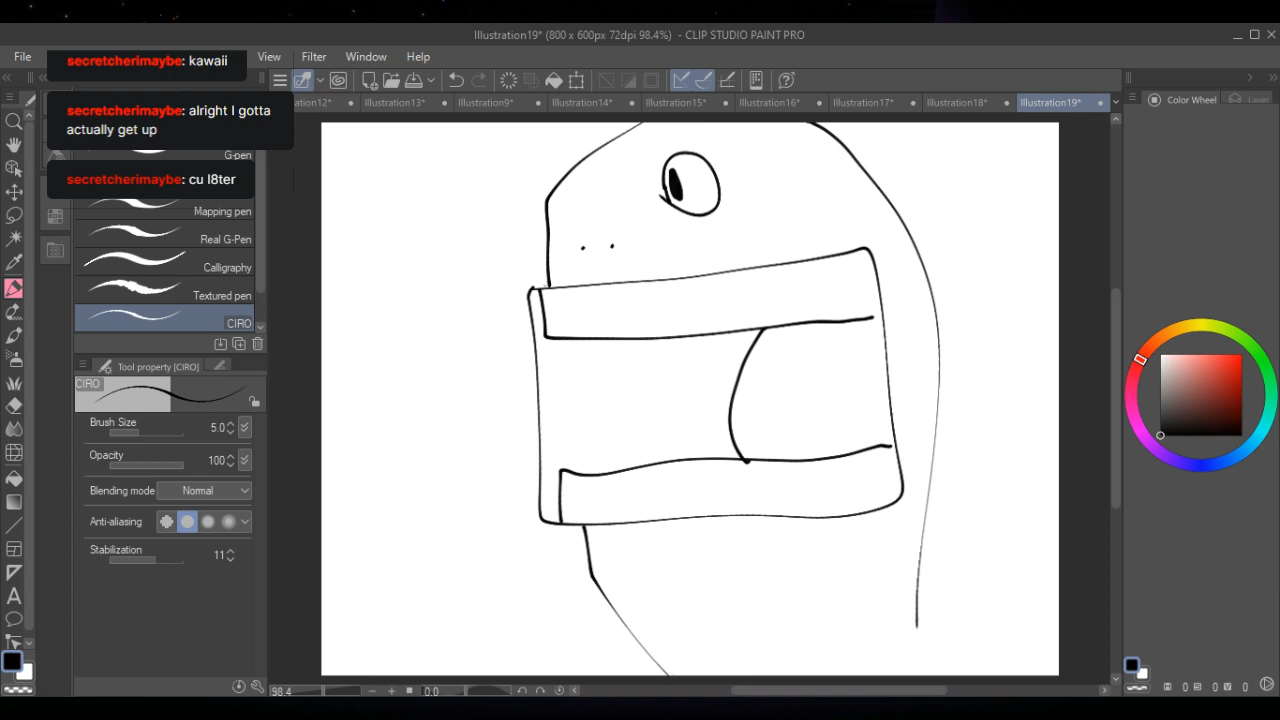 Illustration19* (800 x 600px 72dpi 98.4%) - CLIP STUDIO PAINT PRO
File
View
Filter
Window
Help
secretcherimaybe: kawaii
secretcherimaybe: alright I gotta
actually get up
secretcherimaybe: cu l8ter
Illustration13*
Illustration9*
Illustration14*
Illustration15*
Illustration16*
Illustration17*
Illustration18*
Illustration19*
Color Wheel
Layer
G-pen
Mapping pen
Real G-Pen
Calligraphy
Textured pen
CIRO
Tool property [CIRO]
CIRO
Brush Size
5.0
Opacity
100
Blending mode
Normal
Anti-aliasing
Stabilization
11
98.4
0.0
H 0 S 0 V 0